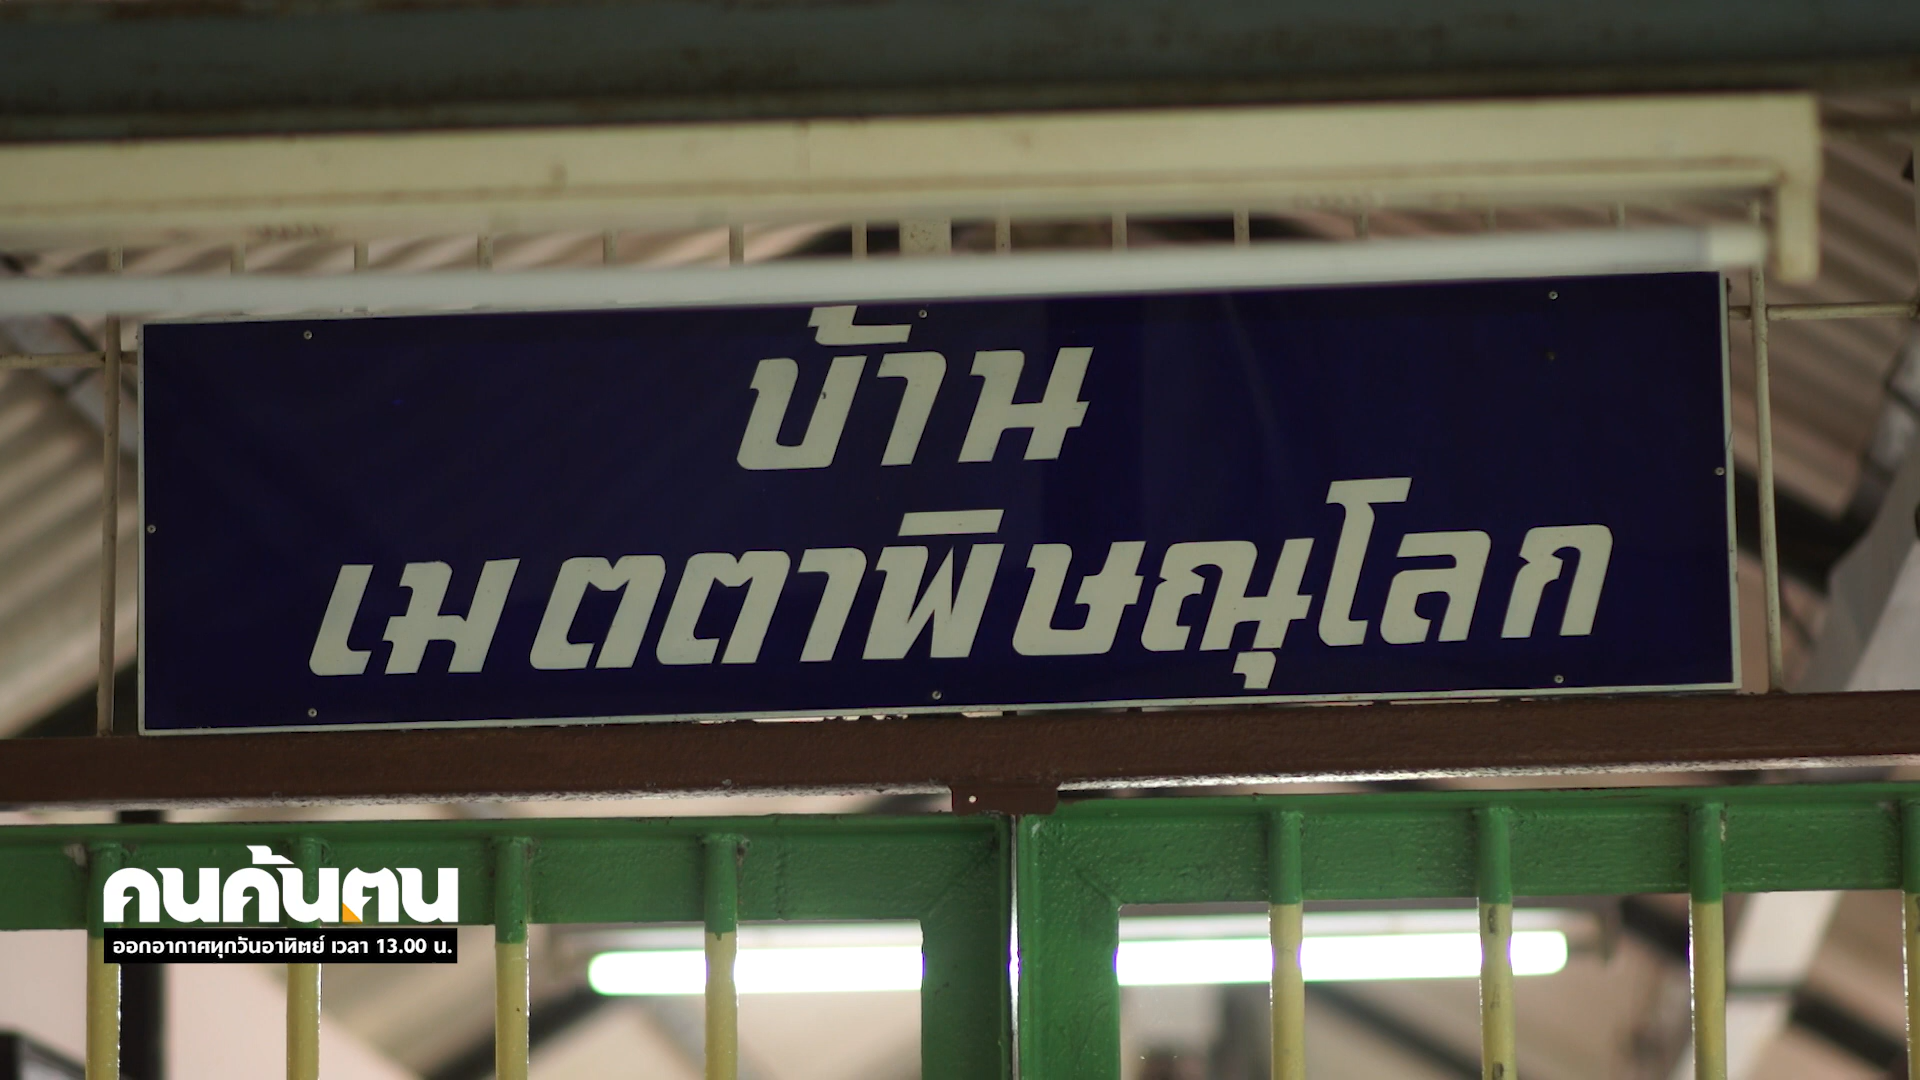 บ้าน
เมตตาพิษณุโลก
คนค้นฅน
ออกอากาศทุกวันอาทิตย์ เวลา 13.00 น.